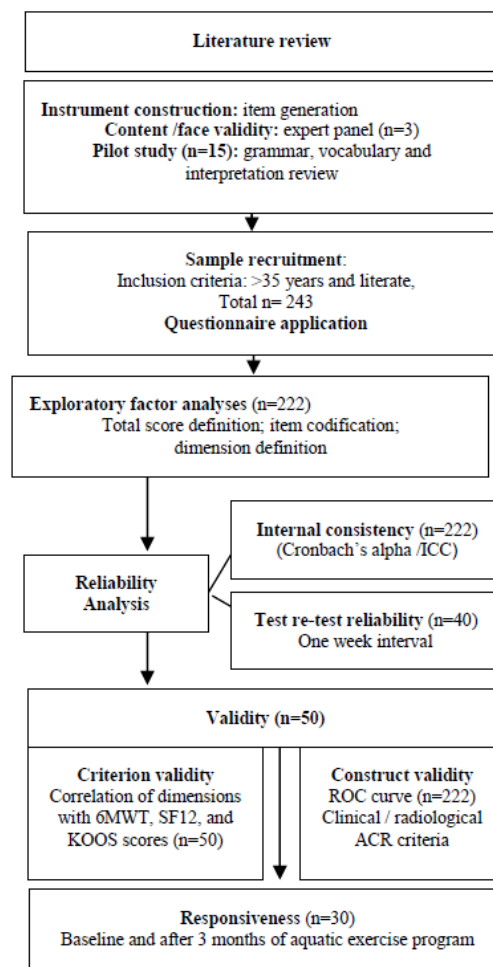 Literature review
Instrument construction: item generation
Content /face validity: expert panel (n=3)
Pilot study (n=15): grammar, vocabulary and
interpretation review
Sample recruitment:
Inclusion criteria: >35 years and literate,
Total n= 243
Questionnaire application
Exploratory factor analyses (n=222)
Total score definition; item codification;
dimension definition
Internal consistency (n=222)
(Cronbach's alpha /ICC)
Reliability
Analysis
Test re-test reliability (n=40)
One week interval
Validity (n=50)
Criterion validity
Correlation of dimensions
with 6MWT, SF12, and
KOOS scores (n=50)
Construct validity
ROC curve (n=222)
Clinical / radiological
ACR criteria
Responsiveness (n=30)
Baseline and after 3 months of aquatic exercise program